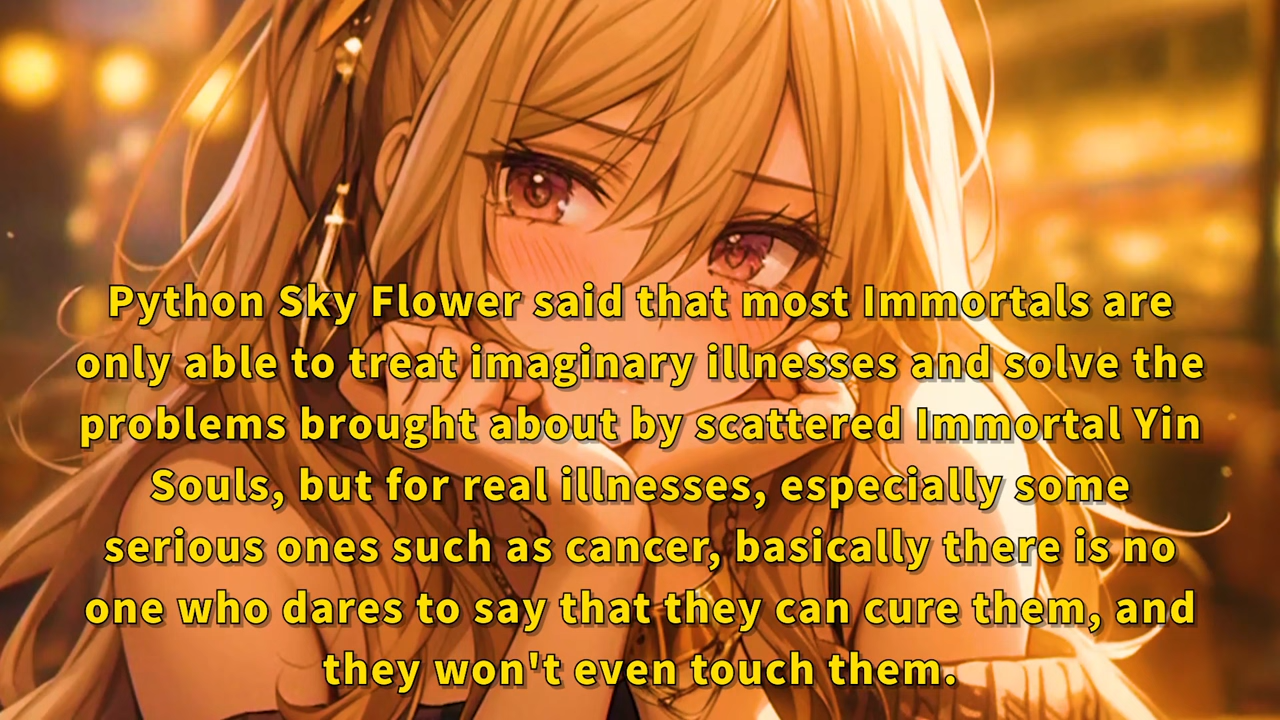 Python Sky Flower said that most Immortals are
only able to treat imaginary illnesses and solve the
problems brought about by scattered Immortal Yin
Souls, but for real illnesses, especially some
serious ones such as cancer, basically there is no
one who dares to say that they can cure them, and
they won't even touch them.